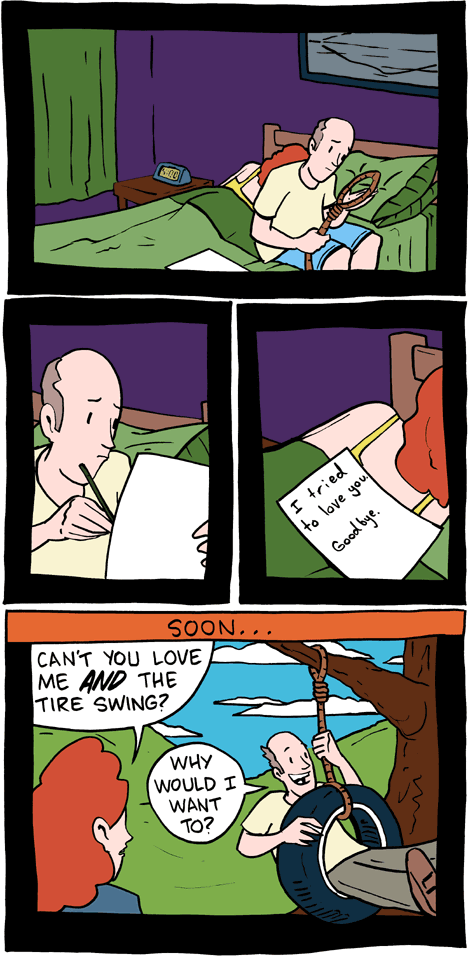 I tried
to love you.
Goodbye.
SOON...
CAN'T YOU LOVE
ME AND THE
TIRE SWING?
WHY
WOULD I
WANT
TO?